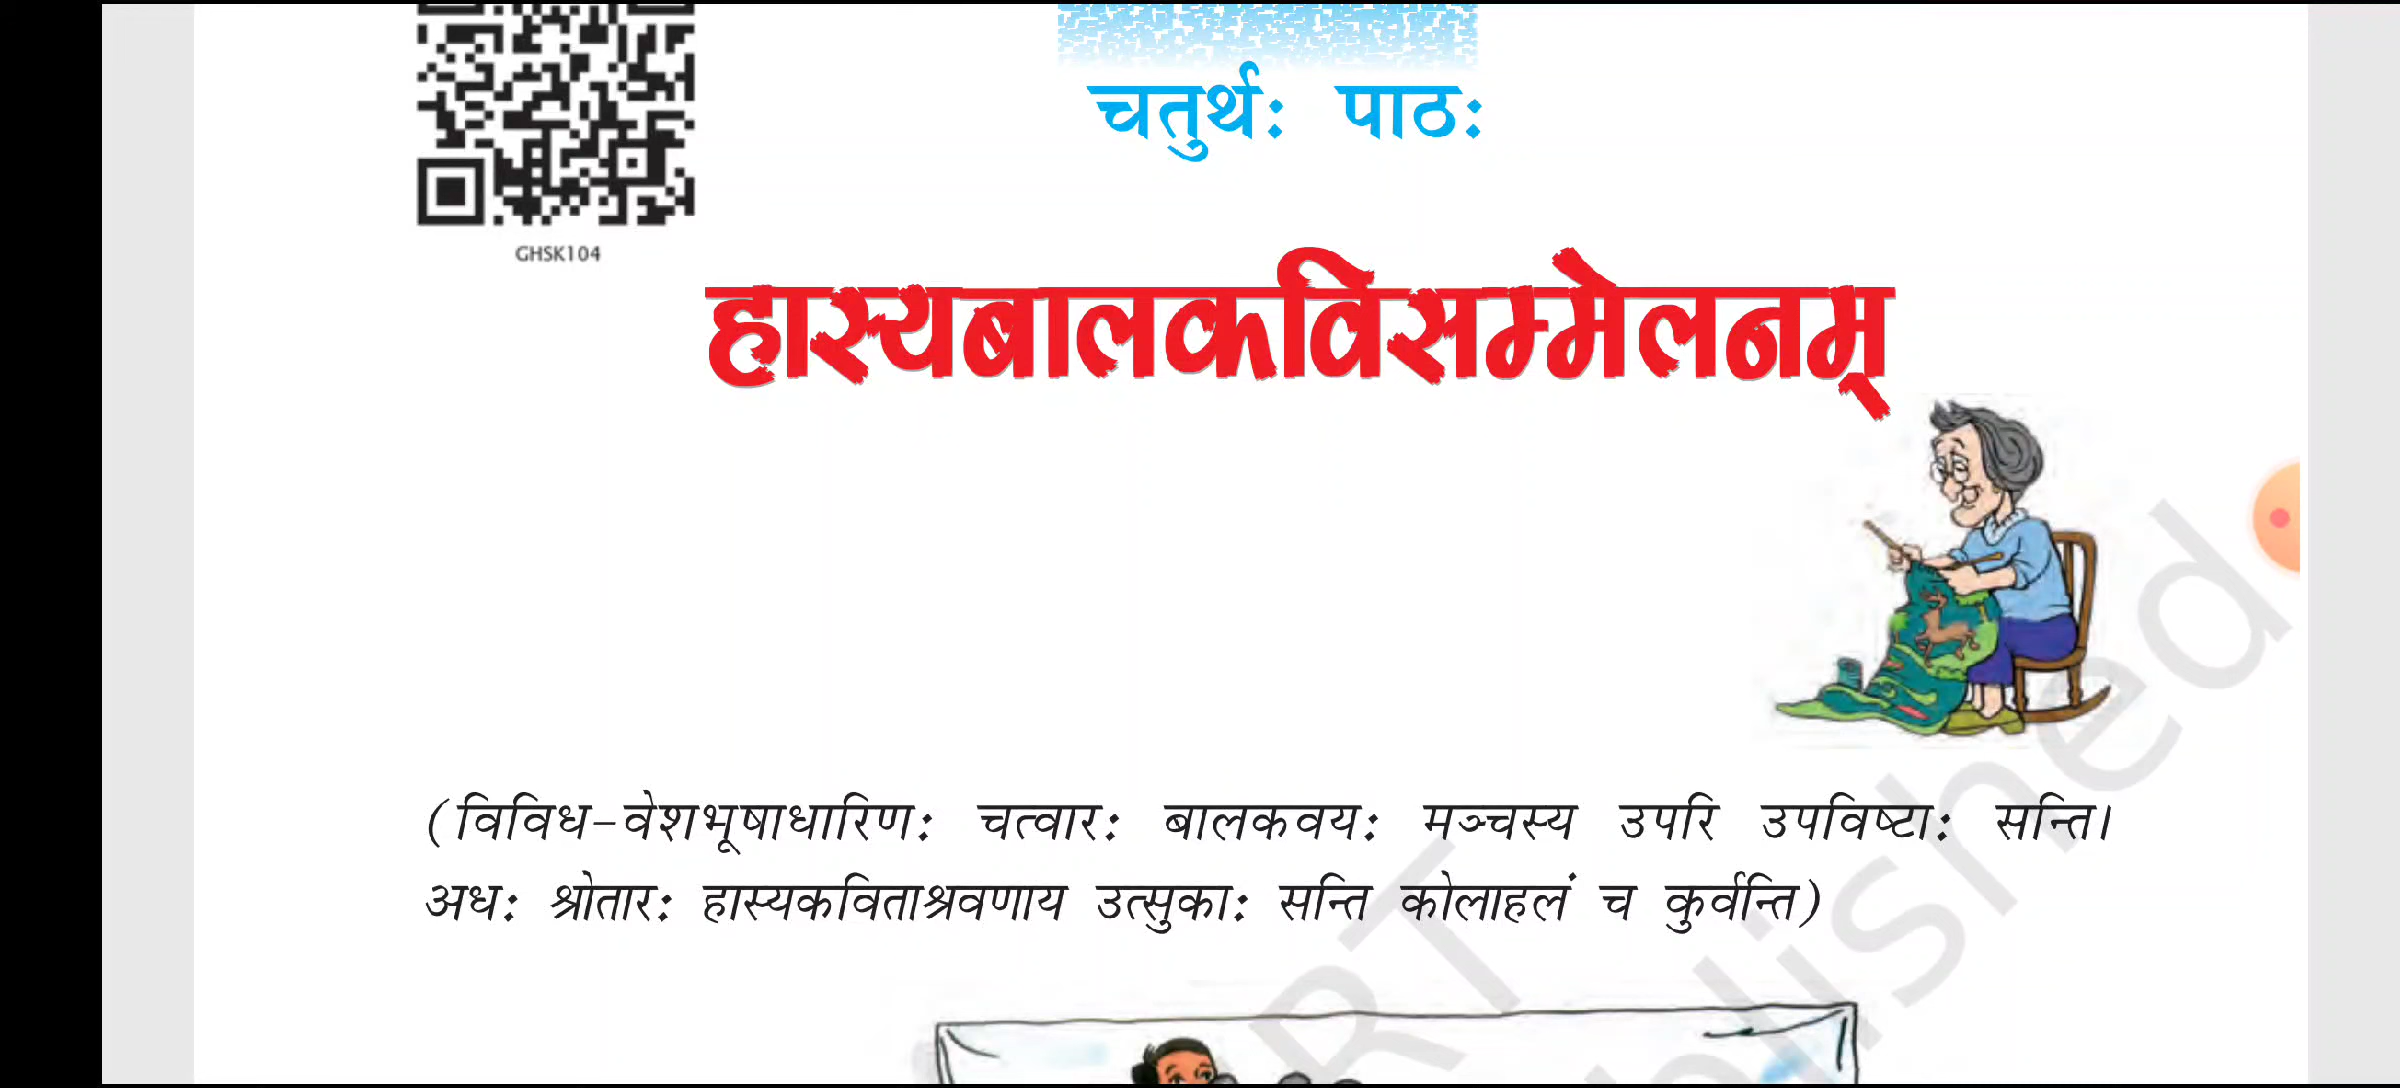 चतुर्थः पाठः
GHSK104
हास्यबालकविसम्मेलनम्
(विविध-वेशभूषाधारिणः चत्वारः बालकवयः मञ्चस्य उपरि उपविष्टाः सन्ति।
अधः श्रोतारः हास्यकविताश्रवणाय उत्सुकाः सन्ति कोलाहलं च कुर्वन्ति)